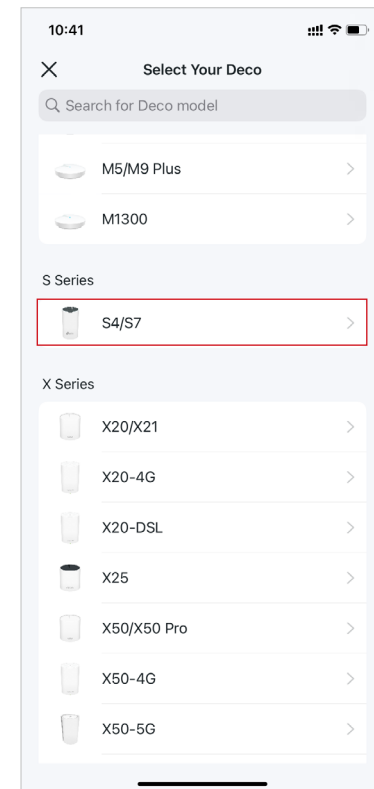 10:41
Select Your Deco
Search for Deco model
M5/M9 Plus
M1300
S Series
S4/S7
X Series
X20/X21
X20-4G
X20-DSL
X25
X50/X50 Pro
X50-4G
X50-5G